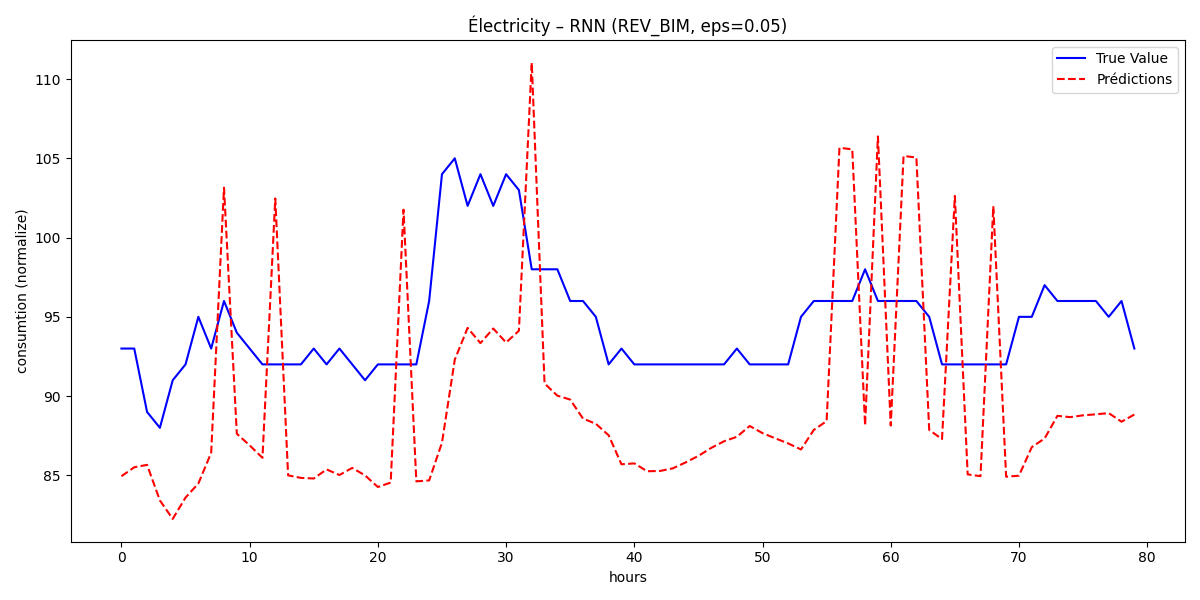 Électricity – RNN (REV_BIM, eps=0.05)
True Value
Prédictions
consumtion (normalize)
110
105
100
95
90
85
0 10 20 30 40 50 60 70 80
hours